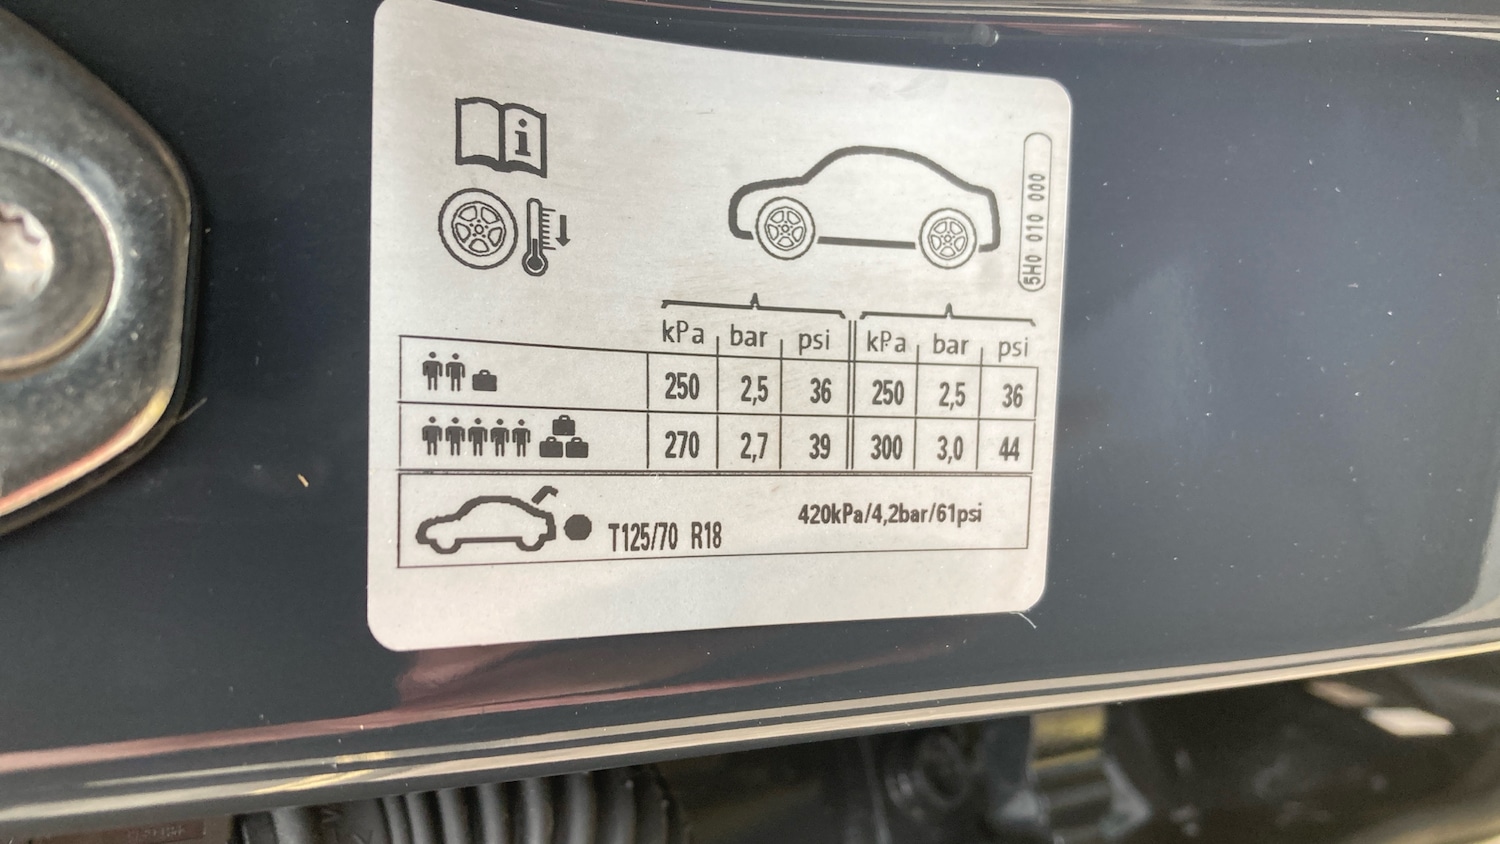 i
5H0 010 000
kPa bar psi kPa bar psi
250 2,5 36 250 2,5 36
270 2,7 39 300 3,0 44
T125/70 R18 420kPa/4,2bar/61psi